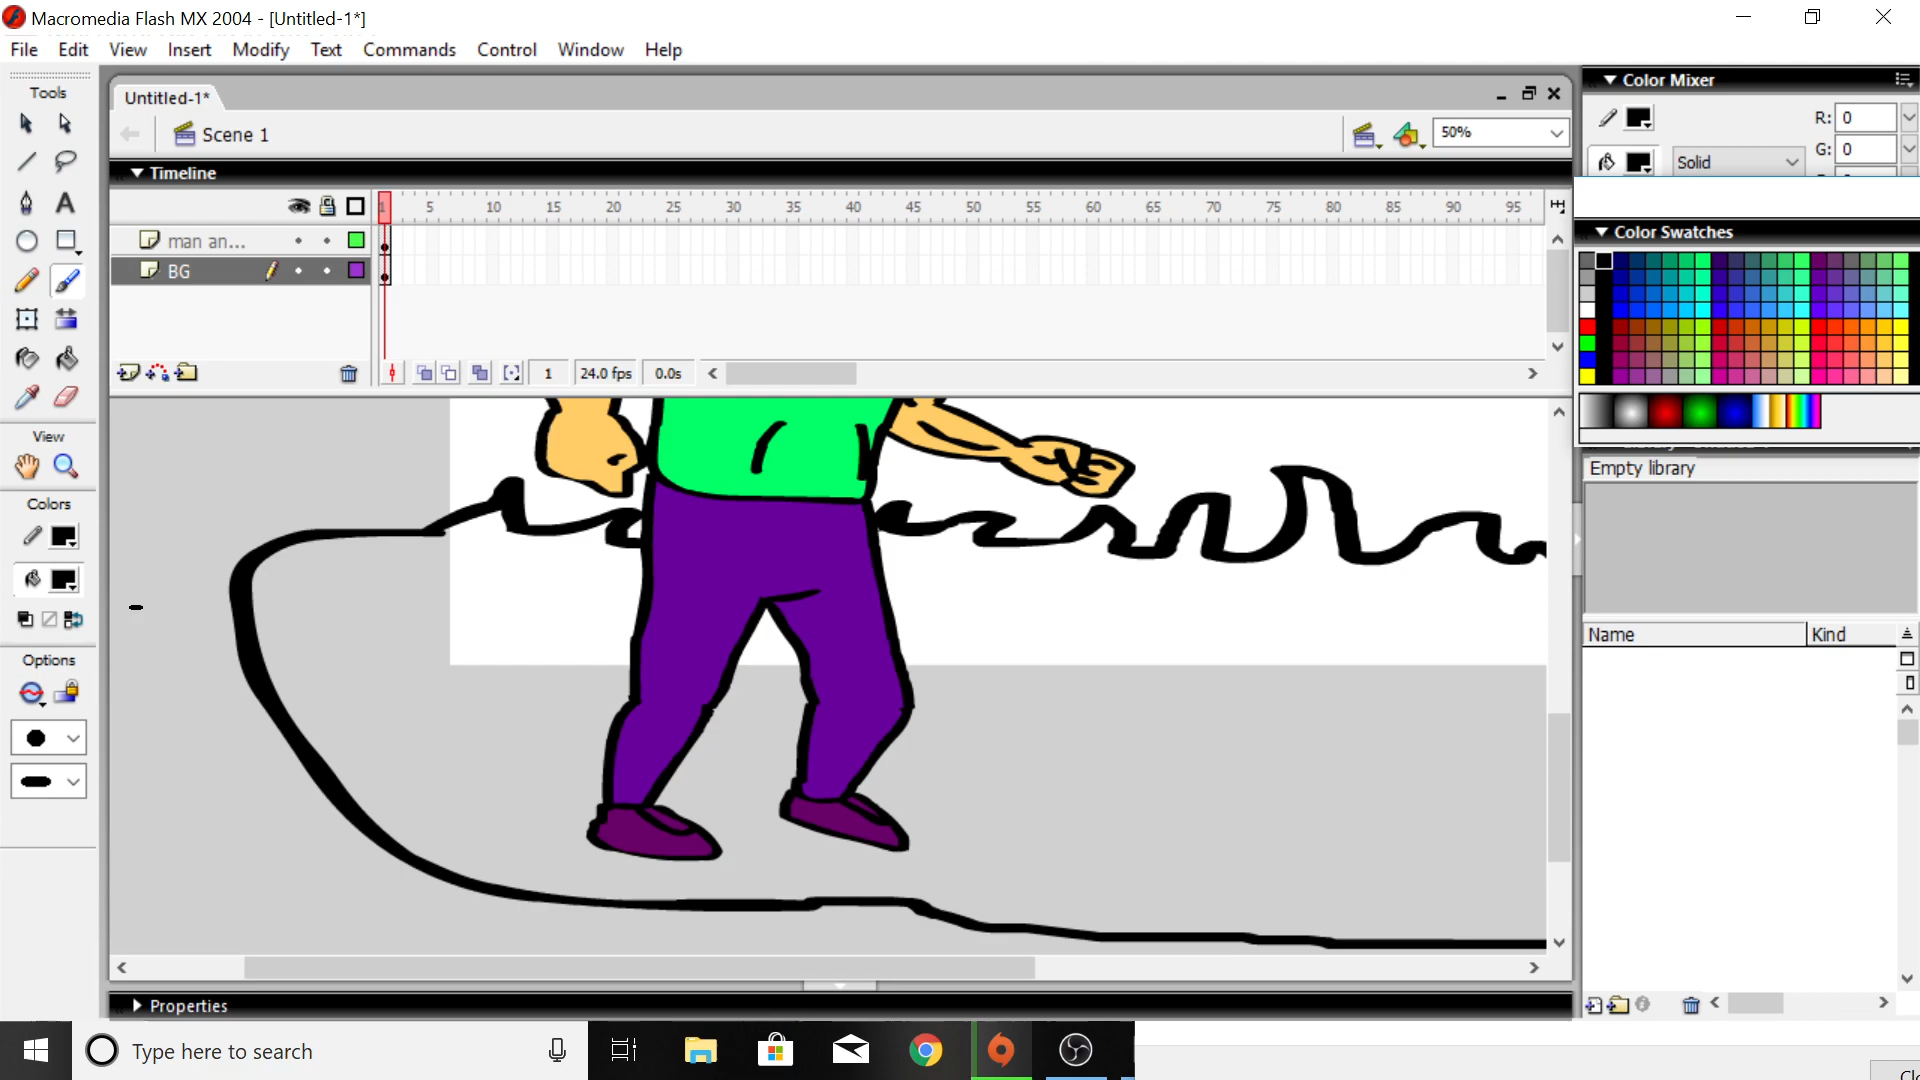 Macromedia Flash MX 2004 - [Untitled-1*]
File Edit View Insert Modify Text Commands Control Window Help
Tools
Untitled-1*
Color Mixer
Scene 1
50%
R: 0
G: 0
Solid
Timeline
1 5 10 15 20 25 30 35 40 45 50 55 60 65 70 75 80 85 90 95
man an...
BG
Color Swatches
1 24.0 fps 0.0s
View
Empty library
Colors
Name Kind
Options
Properties
Type here to search